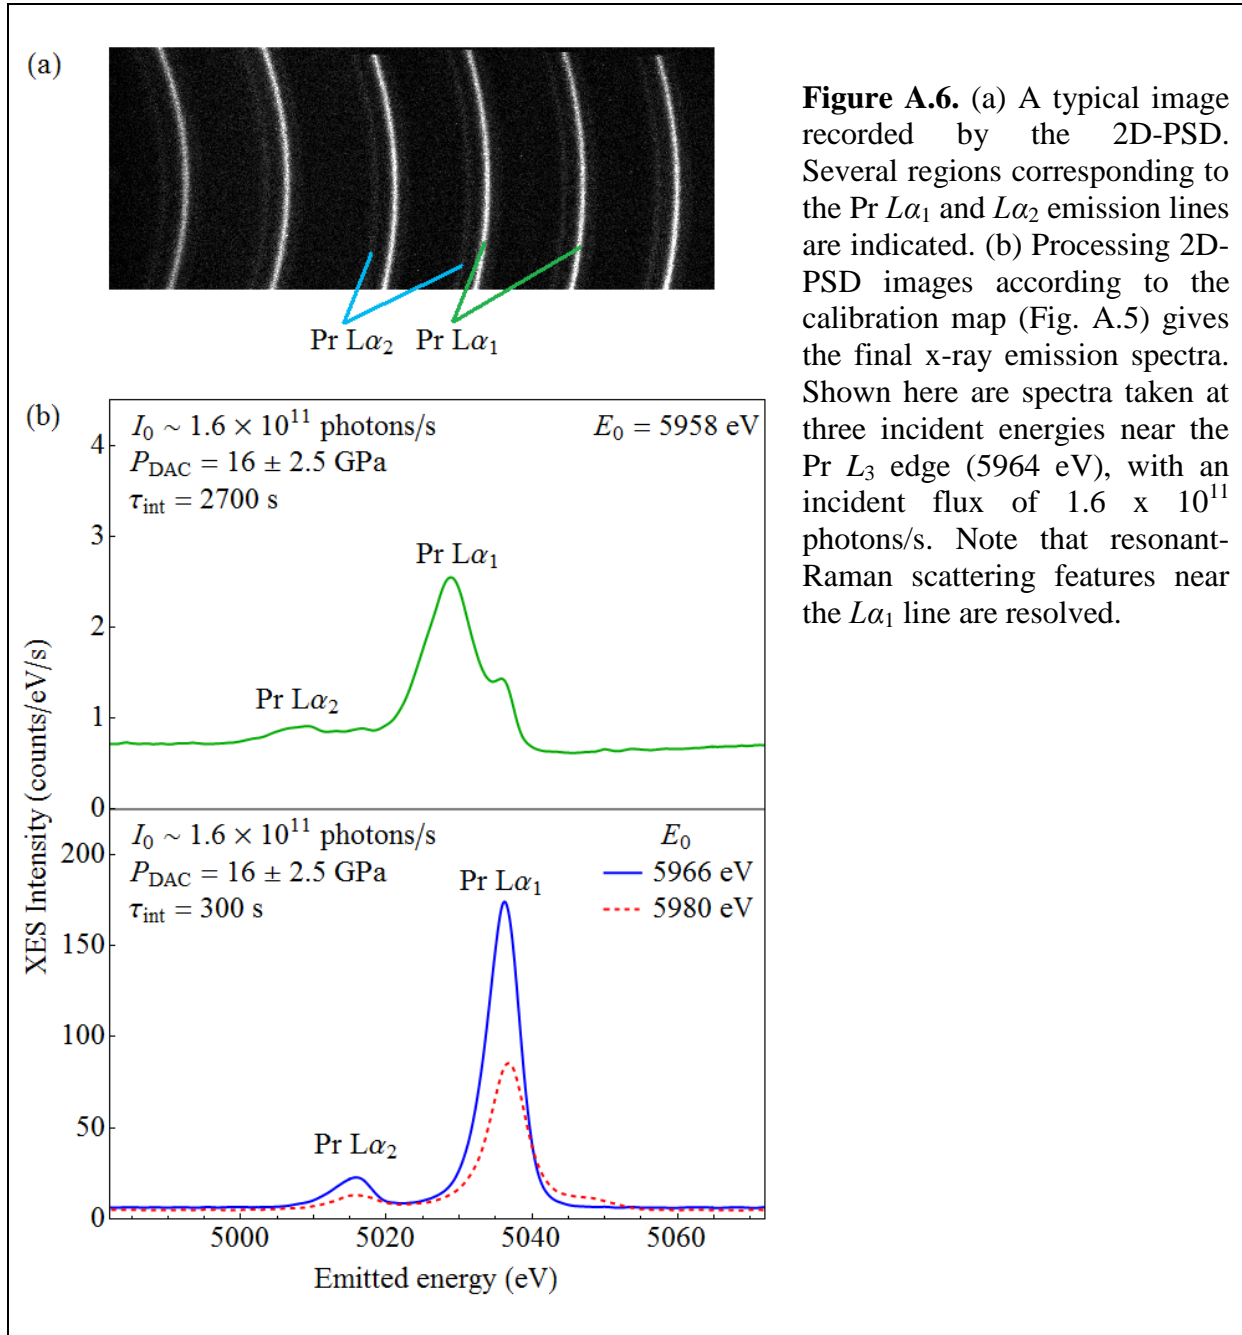 (a)
Pr Lα₂ Pr Lα₁
Figure A.6. (a) A typical image
recorded by the 2D-PSD.
Several regions corresponding to
the Pr Lα₁ and Lα₂ emission lines
are indicated. (b) Processing 2D-
PSD images according to the
calibration map (Fig. A.5) gives
the final x-ray emission spectra.
Shown here are spectra taken at
three incident energies near the
Pr L₃ edge (5964 eV), with an
incident flux of 1.6 x 10¹¹
photons/s. Note that resonant-
Raman scattering features near
the Lα₁ line are resolved.
(b)
I₀ ~ 1.6 × 10¹¹ photons/s
P_DAC = 16 ± 2.5 GPa
τ_int = 2700 s
E₀ = 5958 eV
Pr Lα₁
Pr Lα₂
4
3
2
1
0
XES Intensity (counts/eV/s)
I₀ ~ 1.6 × 10¹¹ photons/s
P_DAC = 16 ± 2.5 GPa
τ_int = 300 s
E₀
5966 eV
5980 eV
Pr Lα₁
Pr Lα₂
200
150
100
50
0
5000 5020 5040 5060
Emitted energy (eV)